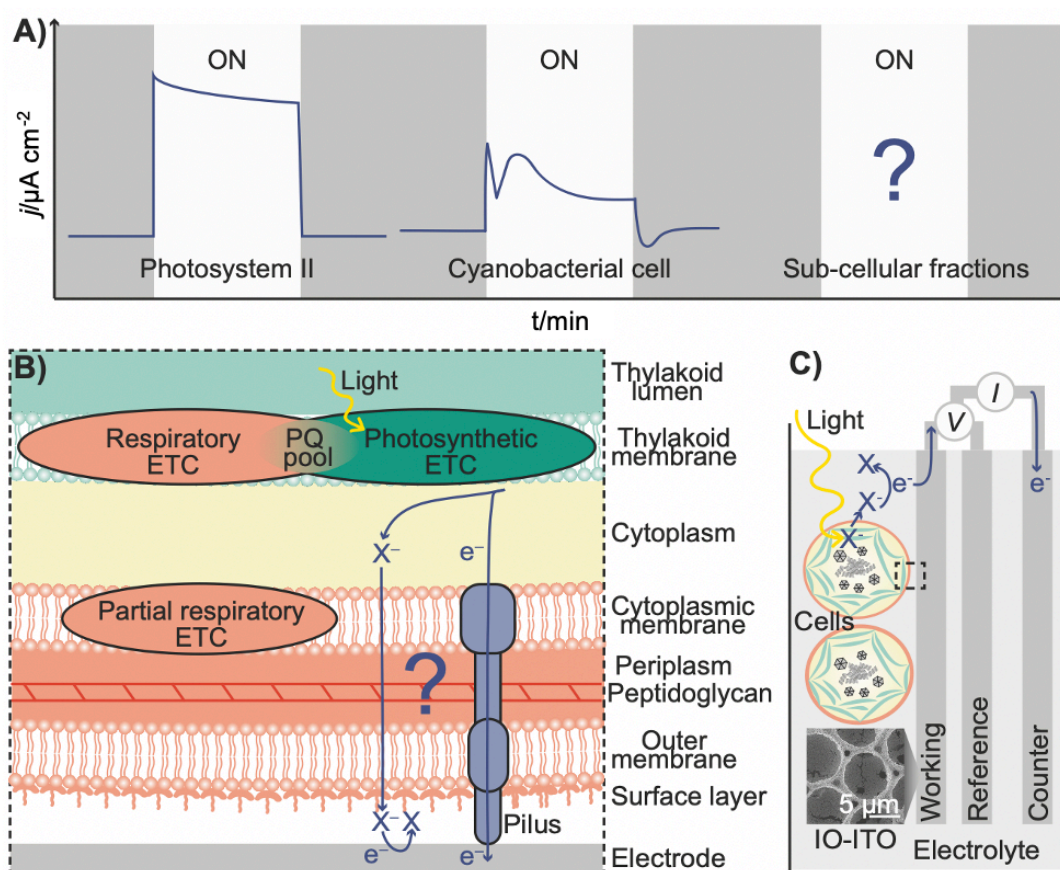 A)
ON
ON
ON
j/µA cm-2
?
Photosystem II
Cyanobacterial cell
Sub-cellular fractions
t/min
B)
Light
Respiratory
ETC
PQ
pool
Photosynthetic
ETC
X–
e–
Partial respiratory
ETC
?
X–
X
Pilus
e–
e–
Thylakoid
lumen
Thylakoid
membrane
Cytoplasm
Cytoplasmic
membrane
Periplasm
Peptidoglycan
Outer
membrane
Surface layer
Electrode
C)
I
V
Light
X
X-
e-
e-
X-
Cells
5 µm
IO-ITO
Working
Reference
Counter
Electrolyte